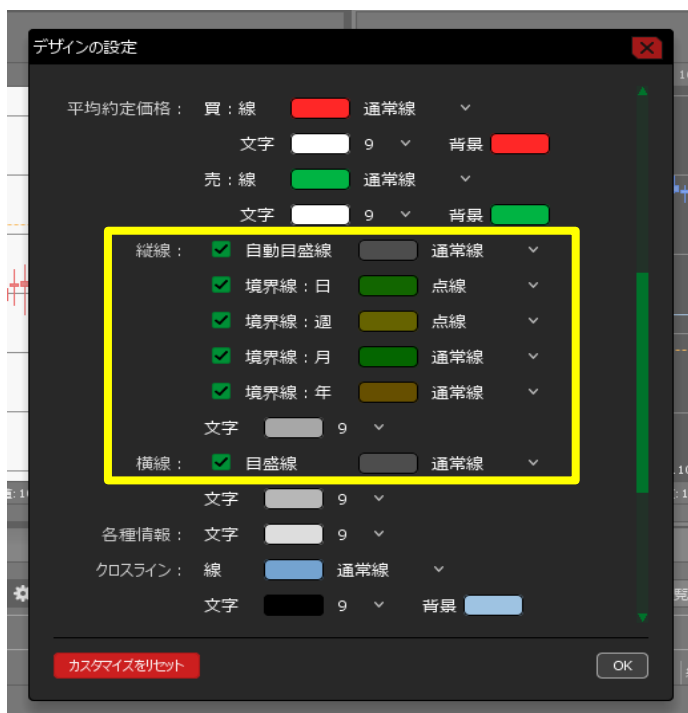 デザインの設定
平均約定価格： 買：線 通常線
文字 9 背景
売：線 通常線
文字 9 背景
縦線： 自動目盛線 通常線
境界線：日 点線
境界線：週 点線
境界線：月 通常線
境界線：年 通常線
文字 9
横線： 目盛線 通常線
文字 9
各種情報： 文字 9
クロスライン： 線 通常線
文字 9 背景
カスタマイズをリセット OK